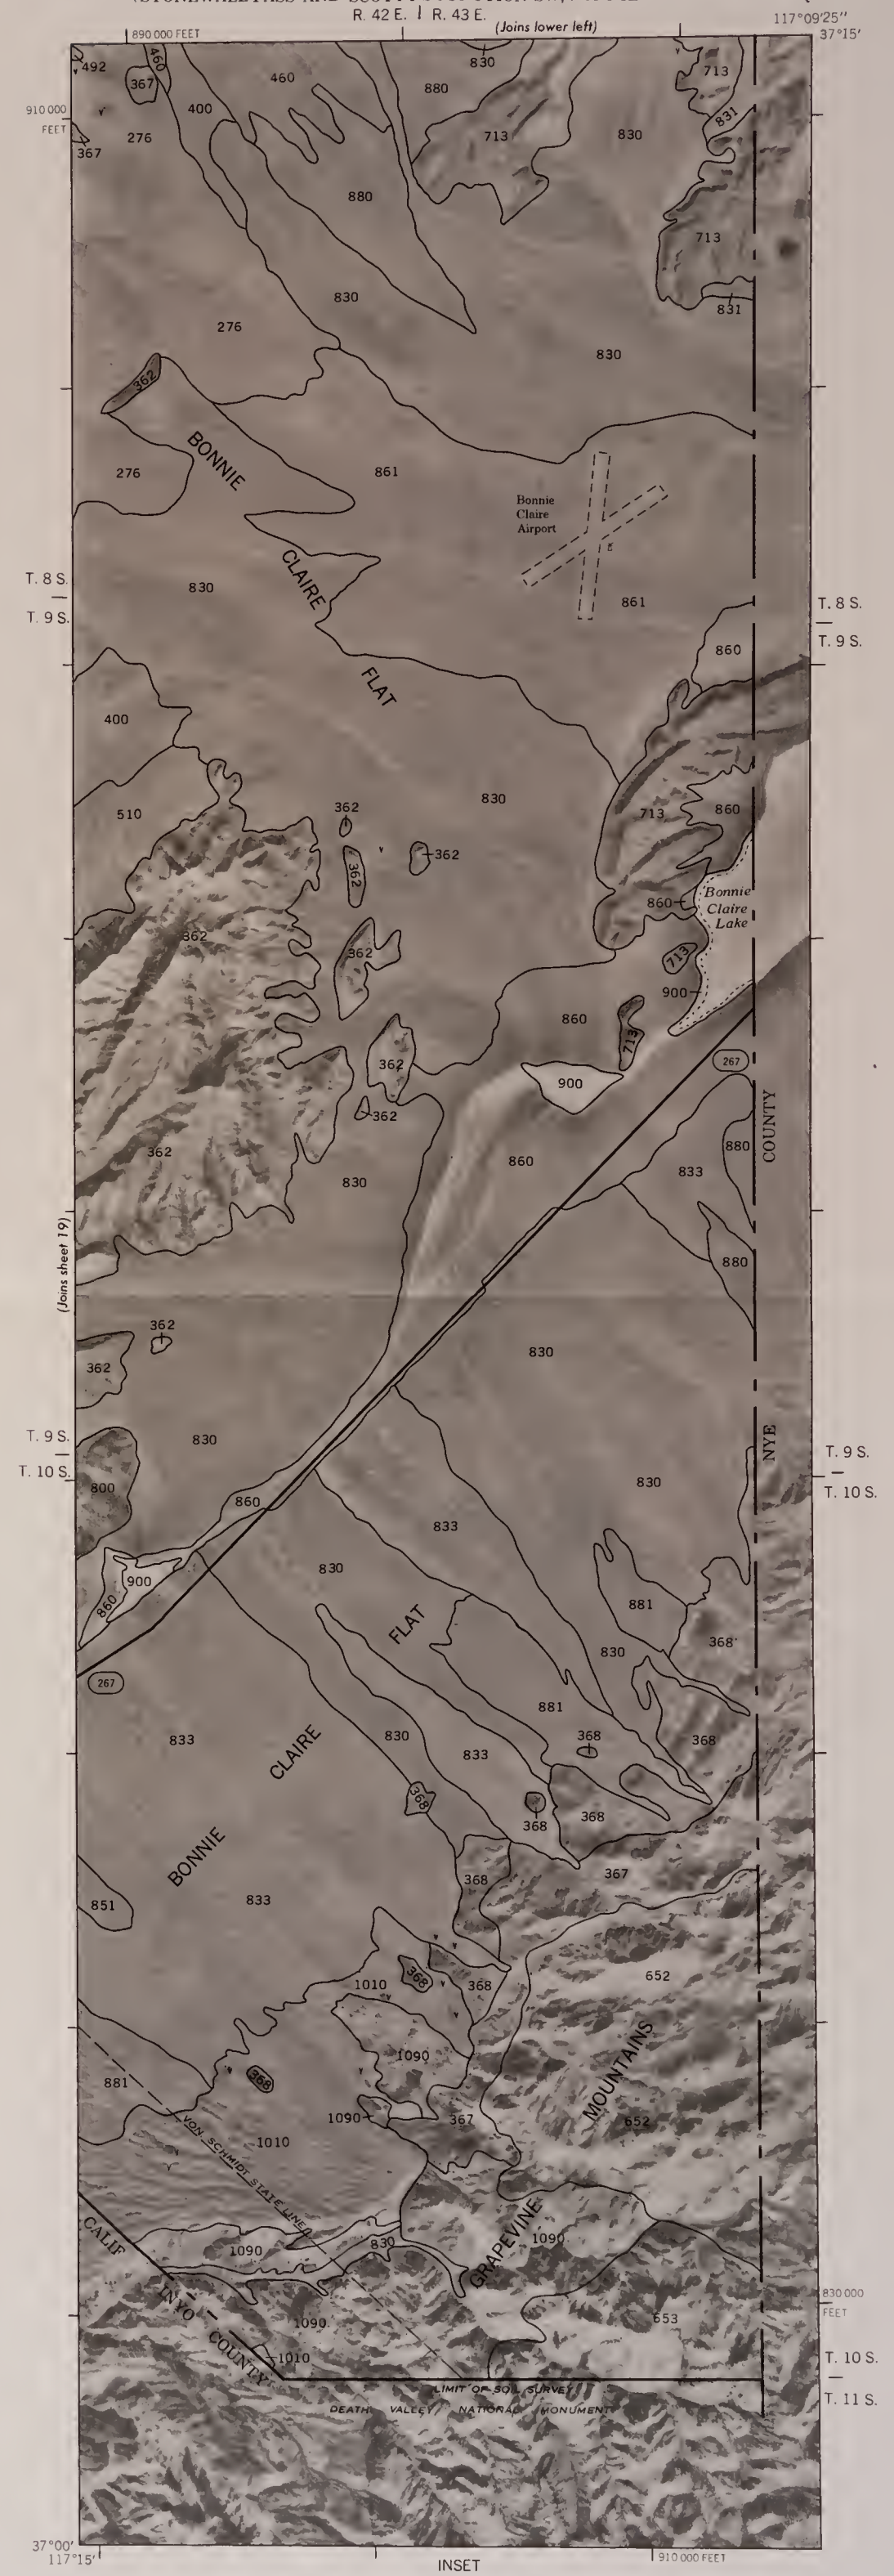 R. 42 E. | R. 43 E.
(Joins lower left)
117°09'25"
37°15'
890 000 FEET
492
460
367
460
830
880
713
400
910 000
FEET
276
831
713
830
367
880
713
830
831
276
830
362
BONNIE
276
861
Bonnie
Claire
Airport
CLAIRE
T. 8 S.
T. 9 S.
830
861
T. 8 S.
T. 9 S.
860
FLAT
400
830
510
362
713
860
362
362
860
Bonnie
Claire
Lake
362
362
713
900
860
713
362
267
900
362
COUNTY
880
362
860
833
830
(Joins sheet 19)
880
362
362
830
T. 9 S.
T. 10 S.
830
NYE
T. 9 S.
T. 10 S.
830
800
860
833
830
900
860
881
FLAT
368
830
267
881
833
CLAIRE
830
833
368
368
368
368
368
BONNIE
368
367
851
833
652
1010
368
368
1090
MOUNTAINS
881
368
1090
367
652
VON SCHMIDT STATE LINE
1010
CALIF
1090
830
GRAPEVINE
1090
INYO
COUNTY
1090
653
830 000
FEET
1010
T. 10 S.
T. 11 S.
LIMIT OF SOIL SURVEY
DEATH VALLEY NATIONAL MONUMENT
37°00'
117°15'
INSET
910 000 FEET